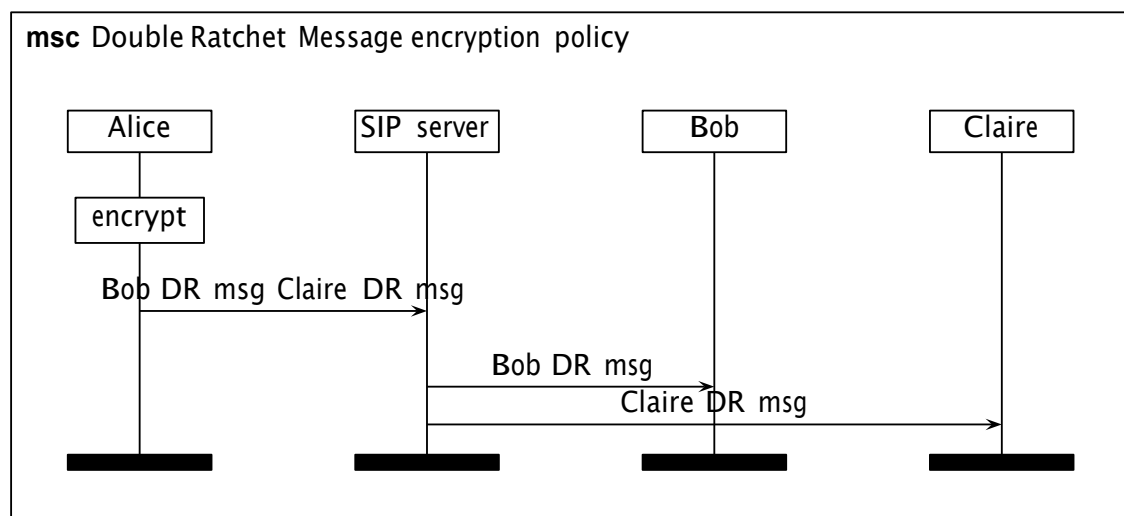 msc Double Ratchet Message encryption policy
Alice
SIP server
Bob
Claire
encrypt
Bob DR msg Claire DR msg
Bob DR msg
Claire DR msg